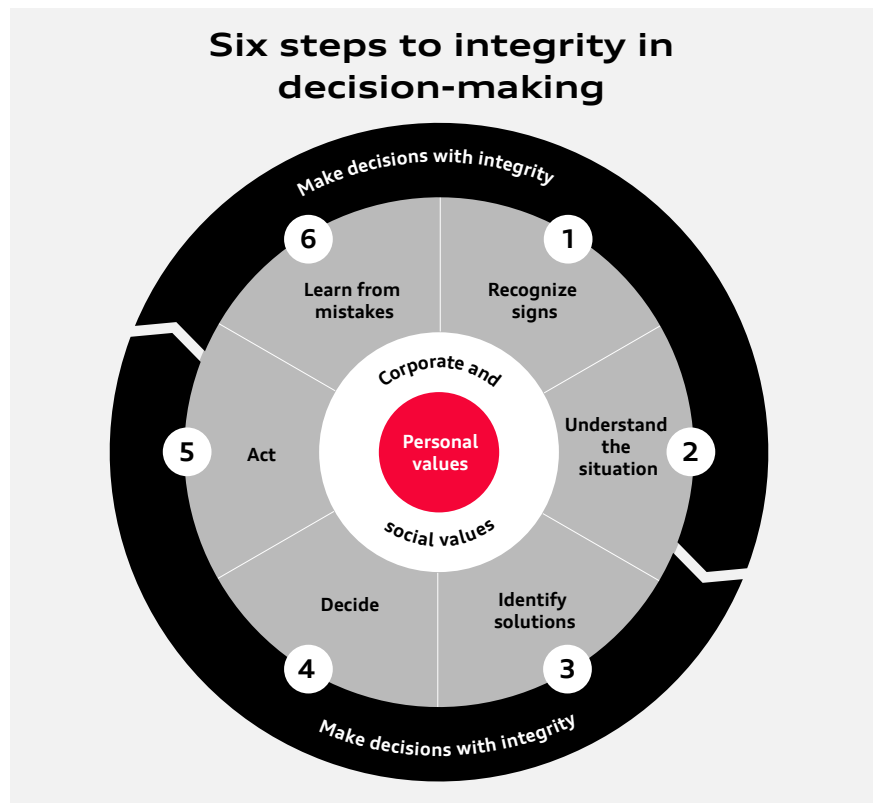 Six steps to integrity in
decision-making
Make decisions with integrity
1
Recognize
signs
2
Understand
the
situation
3
Identify
solutions
4
Decide
5
Act
6
Learn from
mistakes
Corporate and
social values
Personal
values
Make decisions with integrity